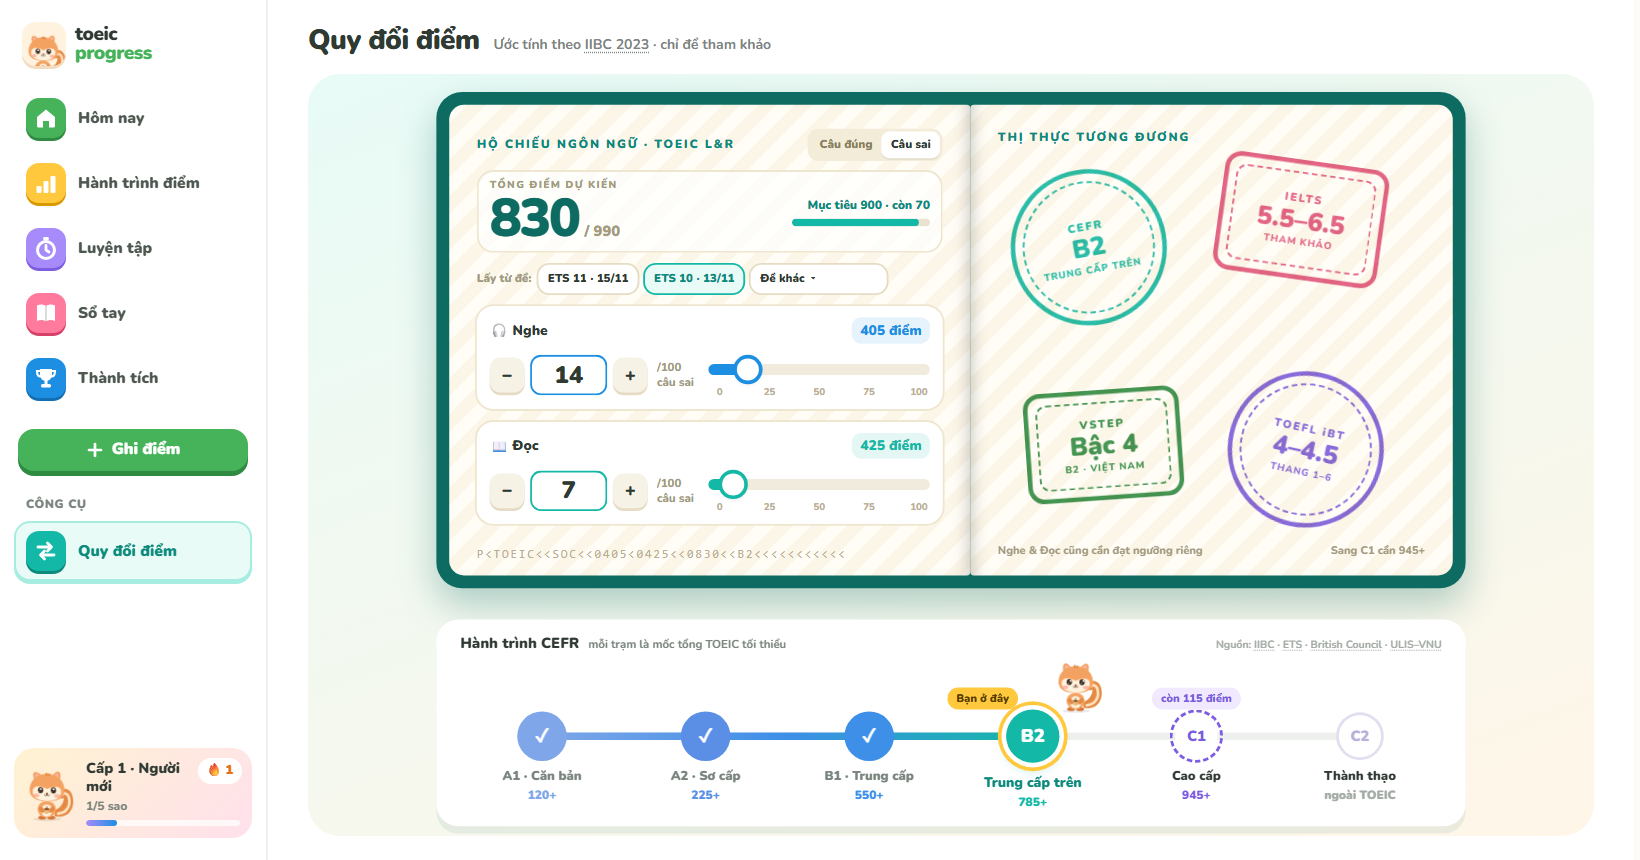 toeic
progress
Hôm nay
Hành trình điểm
Luyện tập
Sổ tay
Thành tích
+ Ghi điểm
CÔNG CỤ
Quy đổi điểm
Cấp 1 · Người mới
1
1/5 sao
Quy đổi điểm
Ước tính theo IIBC 2023 · chỉ để tham khảo
HỘ CHIẾU NGÔN NGỮ · TOEIC L&R
Câu đúng
Câu sai
TỔNG ĐIỂM DỰ KIẾN
830 / 990
Mục tiêu 900 · còn 70
Lấy từ đề:
ETS 11 · 15/11
ETS 10 · 13/11
Đề khác
Nghe
405 điểm
−
14
+
/100
câu sai
0 25 50 75 100
Đọc
425 điểm
−
7
+
/100
câu sai
0 25 50 75 100
P<TOEIC<<SOC<<0405<0425<<0830<<B2<<<<<<<<<<<
THỊ THỰC TƯƠNG ĐƯƠNG
CEFR
B2
TRUNG CẤP TRÊN
IELTS
5.5–6.5
THAM KHẢO
VSTEP
Bậc 4
B2 · VIỆT NAM
TOEFL iBT
4–4.5
THANG 1–6
Nghe & Đọc cũng cần đạt ngưỡng riêng
Sang C1 cần 945+
Hành trình CEFR
mỗi trạm là mốc tổng TOEIC tối thiểu
Nguồn: IIBC · ETS · British Council · ULIS–VNU
Bạn ở đây
còn 115 điểm
✓
✓
✓
B2
C1
C2
A1 · Căn bản
120+
A2 · Sơ cấp
225+
B1 · Trung cấp
550+
Trung cấp trên
785+
Cao cấp
945+
Thành thạo
ngoài TOEIC